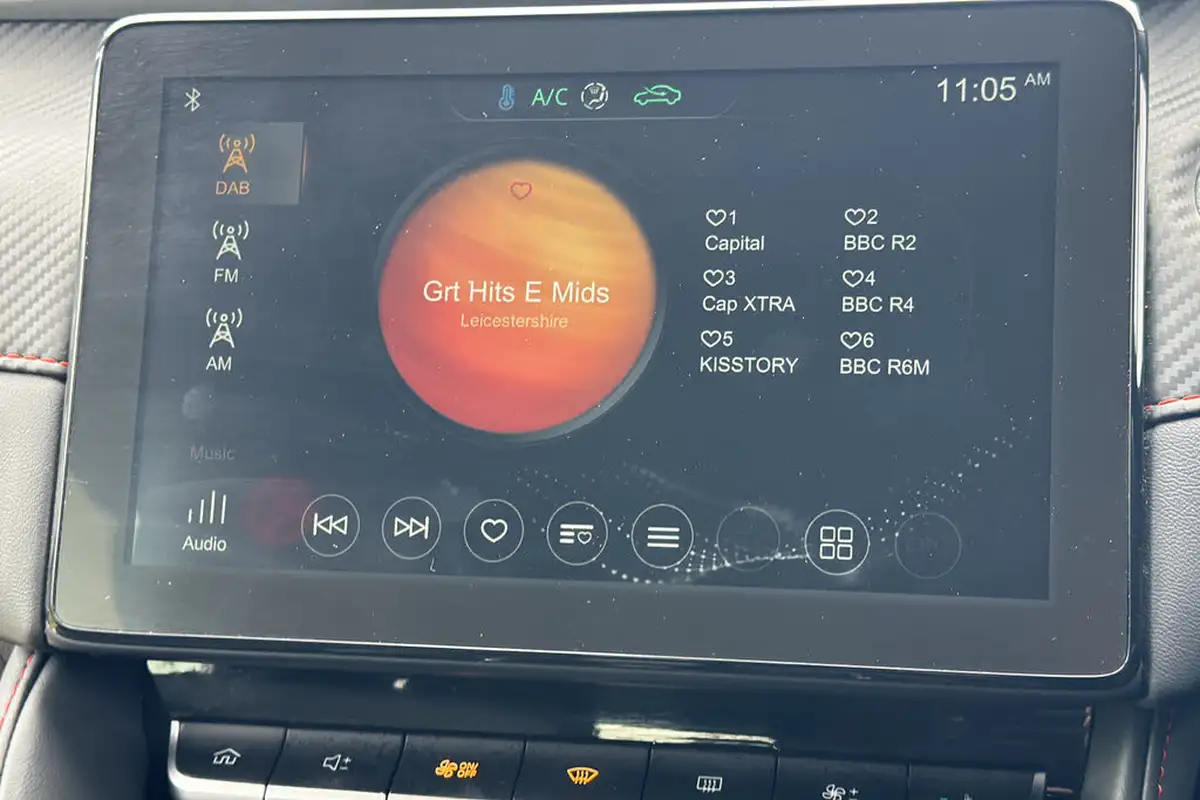 A/C
11:05 AM
DAB
FM
AM
Music
Audio
Grt Hits E Mids
Leicestershire
1
Capital
2
BBC R2
3
Cap XTRA
4
BBC R4
5
KISSTORY
6
BBC R6M
ON/OFF